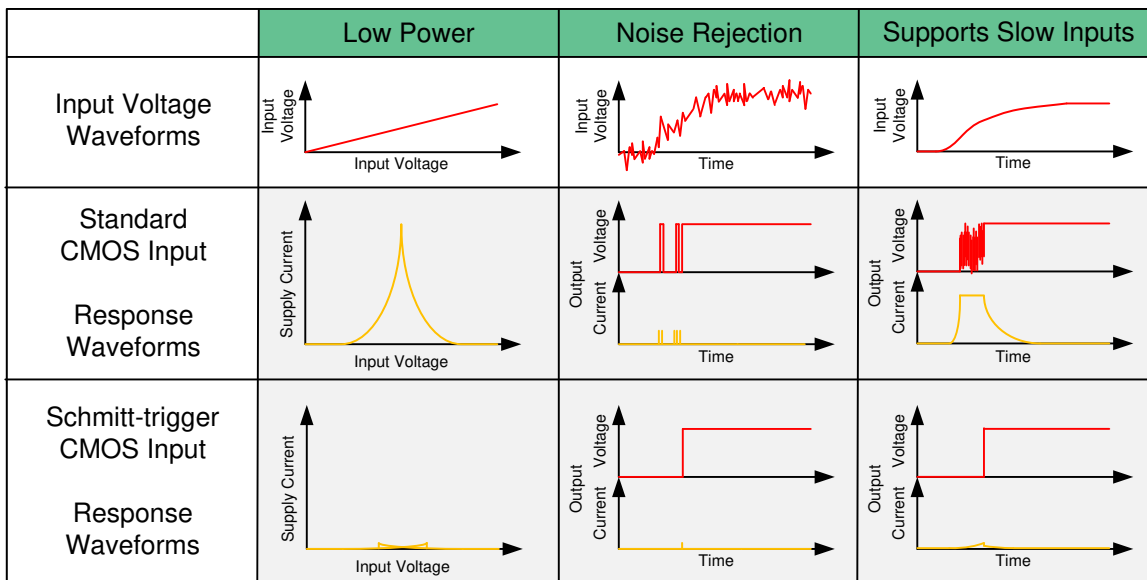 Low Power
Noise Rejection
Supports Slow Inputs
Input Voltage
Waveforms
Input
Voltage
Input Voltage
Input
Voltage
Time
Input
Voltage
Time
Standard
CMOS Input
Response
Waveforms
Supply Current
Input Voltage
Output
Voltage
Current
Time
Output
Voltage
Current
Time
Schmitt-trigger
CMOS Input
Response
Waveforms
Supply Current
Input Voltage
Output
Voltage
Current
Time
Output
Voltage
Current
Time